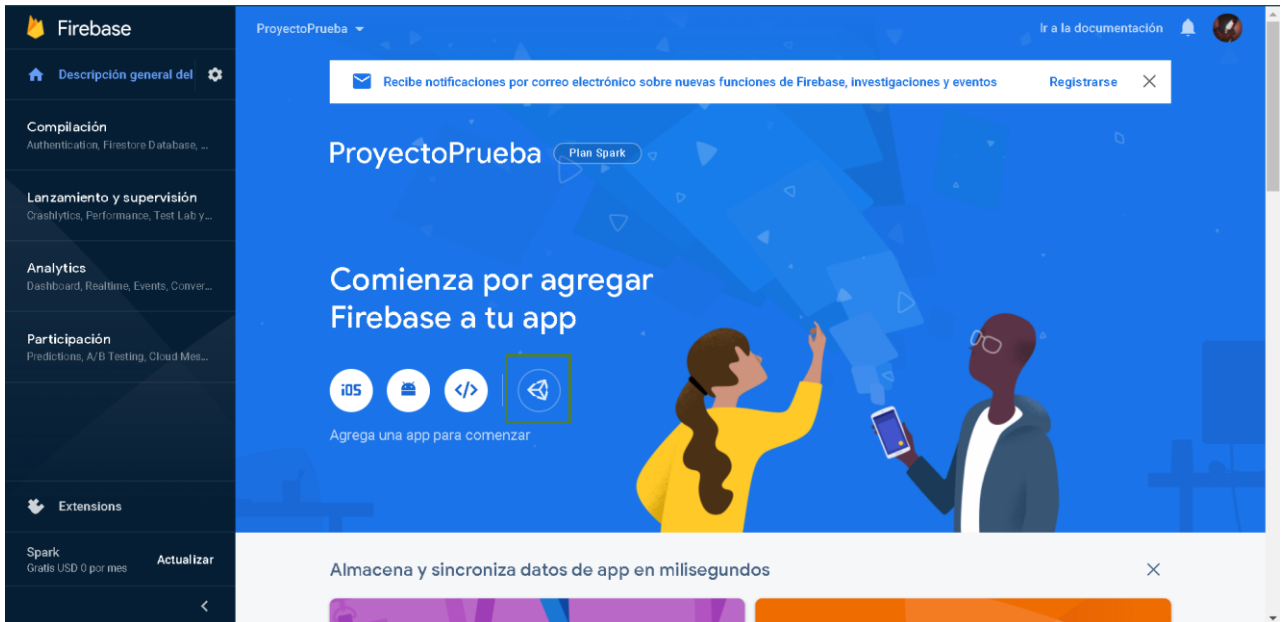 Firebase
ProyectoPrueba
Ir a la documentación
Descripción general del
Recibe notificaciones por correo electrónico sobre nuevas funciones de Firebase, investigaciones y eventos
Registrarse
Compilación
Authentication, Firestore Database, ...
ProyectoPrueba
Plan Spark
Lanzamiento y supervisión
Crashlytics, Performance, Test Lab y...
Analytics
Dashboard, Realtime, Events, Conver...
Comienza por agregar
Firebase a tu app
Participación
Predictions, A/B Testing, Cloud Mes...
iOS
</>
Agrega una app para comenzar
Extensions
Spark
Gratis USD 0 por mes
Actualizar
Almacena y sincroniza datos de app en milisegundos